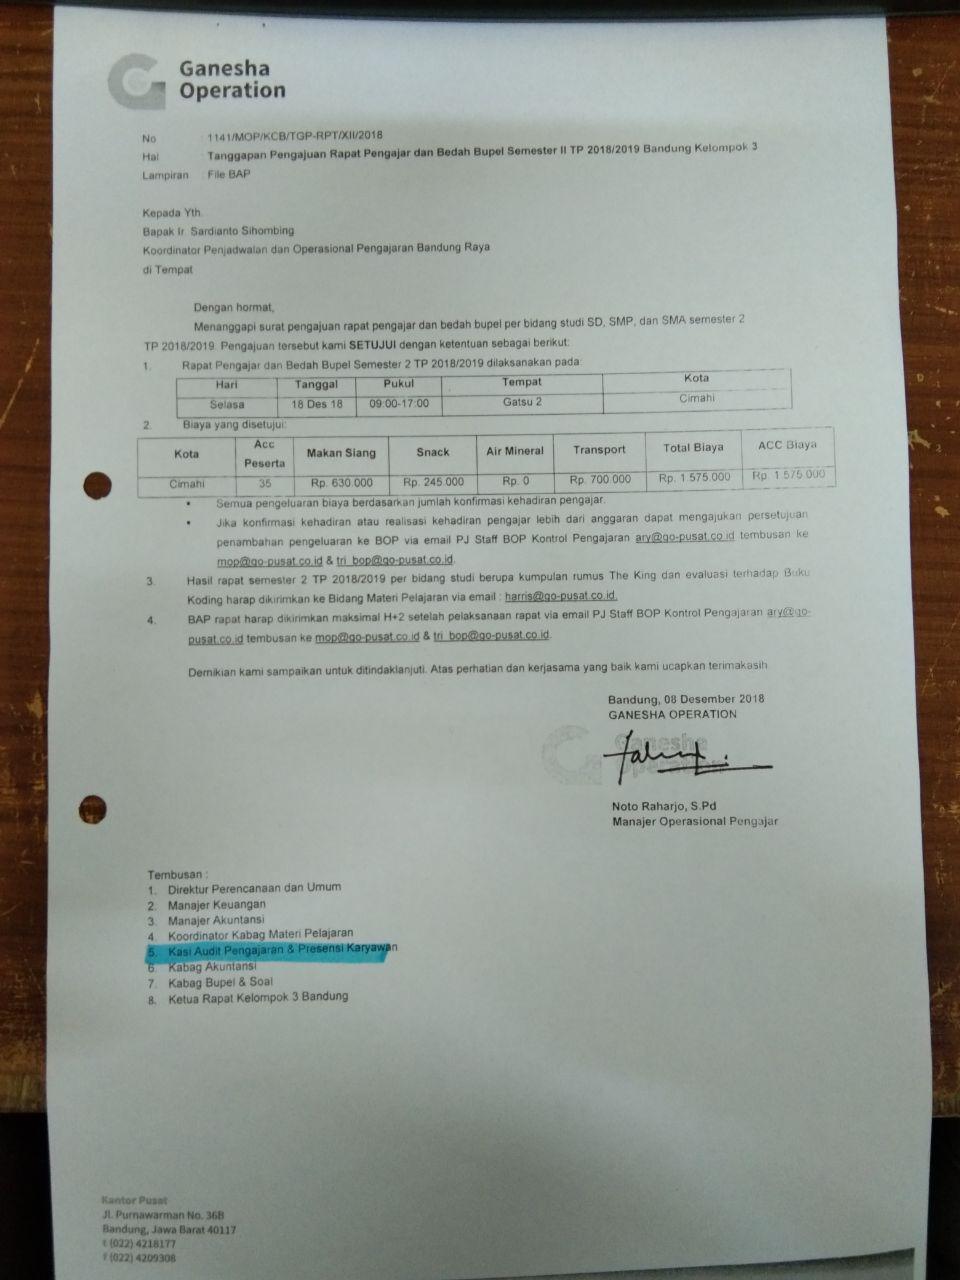 Ganesha
Operation
No : 1141/MOP/KCB/TGP-RPT/XII/2018
Hal : Tanggapan Pengajuan Rapat Pengajar dan Bedah Bupel Semester II TP 2018/2019 Bandung Kelompok 3
Lampiran : File BAP
Kepada Yth.
Bapak Ir. Sardianto Sihombing
Koordinator Penjadwalan dan Operasional Pengajaran Bandung Raya
di Tempat
Dengan hormat,
Menanggapi surat pengajuan rapat pengajar dan bedah bupel per bidang studi SD, SMP, dan SMA semester 2
TP 2018/2019. Pengajuan tersebut kami SETUJUI dengan ketentuan sebagai berikut:
1. Rapat Pengajar dan Bedah Bupel Semester 2 TP 2018/2019 dilaksanakan pada:
Hari Tanggal Pukul Tempat Kota
Selasa 18 Des 18 09:00-17:00 Gatsu 2 Cimahi
2. Biaya yang disetujui:
Kota Acc Peserta Makan Siang Snack Air Mineral Transport Total Biaya ACC Biaya
Cimahi 35 Rp. 630.000 Rp. 245.000 Rp. 0 Rp. 700.000 Rp. 1.575.000 Rp. 1.575.000
• Semua pengeluaran biaya berdasarkan jumlah konfirmasi kehadiran pengajar.
• Jika konfirmasi kehadiran atau realisasi kehadiran pengajar lebih dari anggaran dapat mengajukan persetujuan
penambahan pengeluaran ke BOP via email PJ Staff BOP Kontrol Pengajaran ary@go-pusat.co.id tembusan ke
mop@go-pusat.co.id & tri_bop@go-pusat.co.id.
3. Hasil rapat semester 2 TP 2018/2019 per bidang studi berupa kumpulan rumus The King dan evaluasi terhadap Buku
Koding harap dikirimkan ke Bidang Materi Pelajaran via email : harris@go-pusat.co.id.
4. BAP rapat harap dikirimkan maksimal H+2 setelah pelaksanaan rapat via email PJ Staff BOP Kontrol Pengajaran ary@go-
pusat.co.id tembusan ke mop@go-pusat.co.id & tri_bop@go-pusat.co.id.
Demikian kami sampaikan untuk ditindaklanjuti. Atas perhatian dan kerjasama yang baik kami ucapkan terimakasih.
Bandung, 08 Desember 2018
GANESHA OPERATION
Ganesha
Operation
Noto Raharjo, S.Pd
Manajer Operasional Pengajar
Tembusan :
1. Direktur Perencanaan dan Umum
2. Manajer Keuangan
3. Manajer Akuntansi
4. Koordinator Kabag Materi Pelajaran
5. Kasi Audit Pengajaran & Presensi Karyawan
6. Kabag Akuntansi
7. Kabag Bupel & Soal
8. Ketua Rapat Kelompok 3 Bandung
Kantor Pusat
Jl. Purnawarman No. 36B
Bandung, Jawa Barat 40117
t (022) 4218177
f (022) 4209308